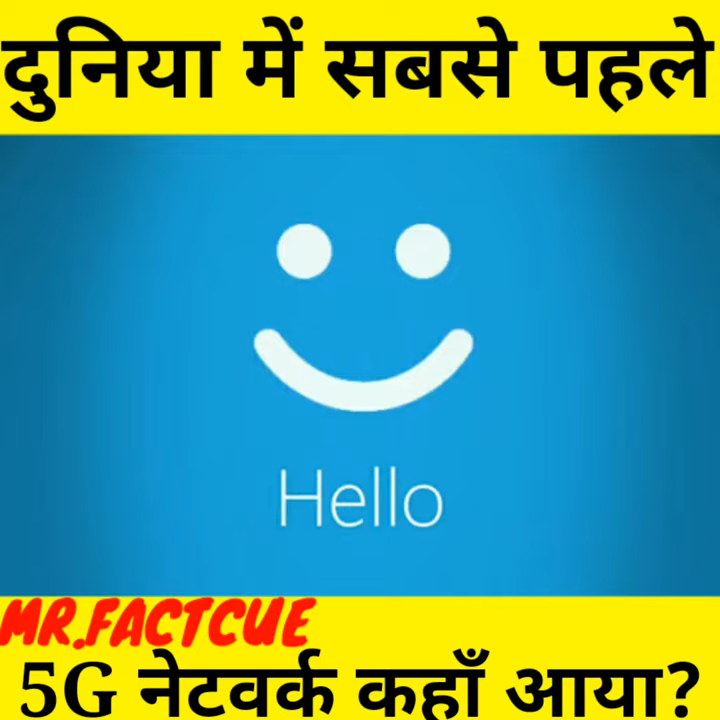 दुनिया में सबसे पहले
Hello
MR.FACTCUE
5G नेटवर्क कहाँ आया?